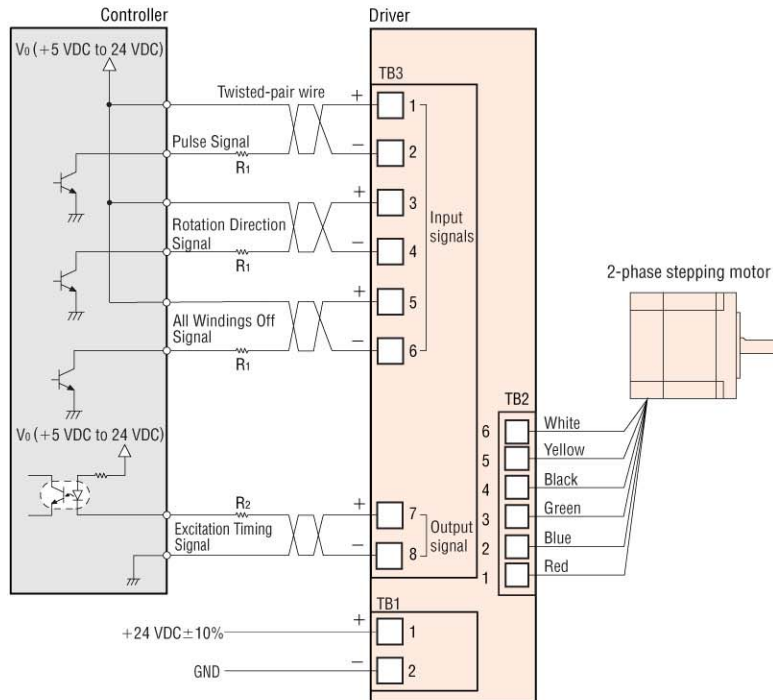 Controller
Driver
V0 (+5 VDC to 24 VDC)
TB3
Twisted-pair wire
+
1
Pulse Signal
R1
−
2
+
3
Rotation Direction
Signal
R1
−
4
Input
signals
+
5
All Windings Off
Signal
R1
−
6
2-phase stepping motor
TB2
6
White
5
Yellow
4
Black
3
Green
2
Blue
1
Red
V0 (+5 VDC to 24 VDC)
R2
+
7
Excitation Timing
Signal
−
8
Output
signal
TB1
+24 VDC±10%
+
1
GND
−
2